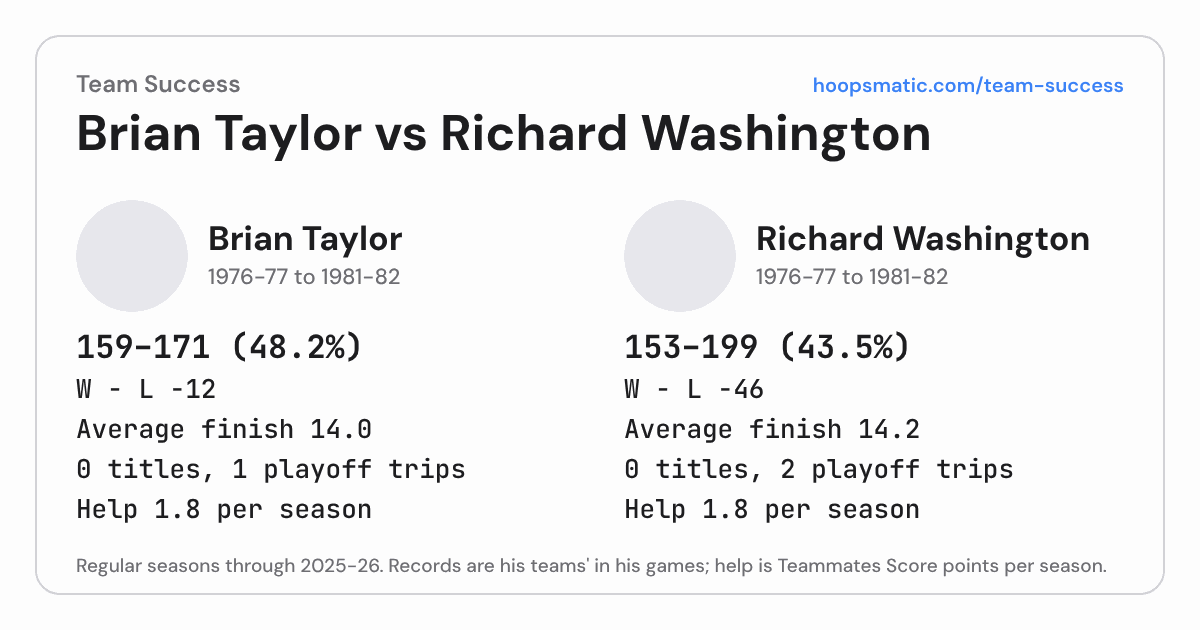 Team Success
hoopsmatic.com/team-success
Brian Taylor vs Richard Washington
Brian Taylor
1976-77 to 1981-82
159-171 (48.2%)
W - L -12
Average finish 14.0
0 titles, 1 playoff trips
Help 1.8 per season
Richard Washington
1976-77 to 1981-82
153-199 (43.5%)
W - L -46
Average finish 14.2
0 titles, 2 playoff trips
Help 1.8 per season
Regular seasons through 2025-26. Records are his teams' in his games; help is Teammates Score points per season.